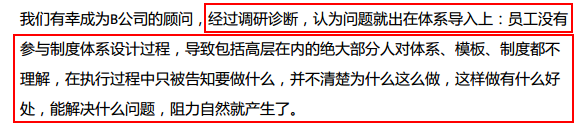 我们有幸成为B公司的顾问，经过调研诊断，认为问题就出在体系导入上：员工没有
参与制度体系设计过程，导致包括高层在内的绝大部分人对体系、模板、制度都不
理解，在执行过程中只被告知要做什么，并不清楚为什么这么做，这样做有什么好
处，能解决什么问题，阻力自然就产生了。